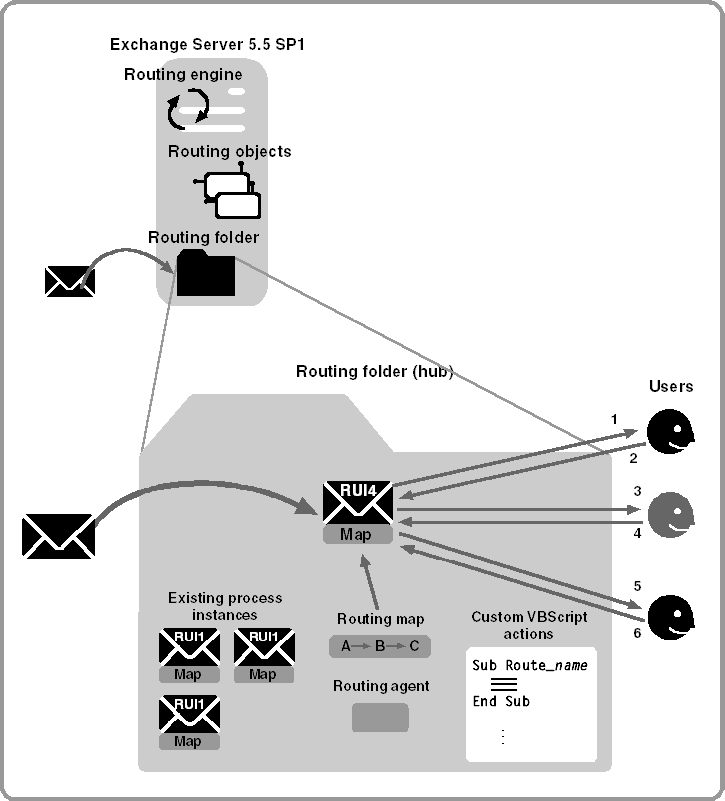 Exchange Server 5.5 SP1
Routing engine
Routing objects
Routing folder
Routing folder (hub)
Users
1
2
RUI4
Map
3
4
5
6
Existing process
instances
RUI1
Map
RUI1
Map
RUI1
Map
Routing map
A B C
Routing agent
Custom VBScript
actions
Sub Route_name
End Sub